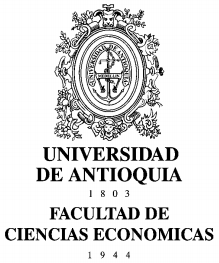 UNIVERSIDAD
DE ANTIOQUIA
1803
FACULTAD DE
CIENCIAS ECONOMICAS
1944